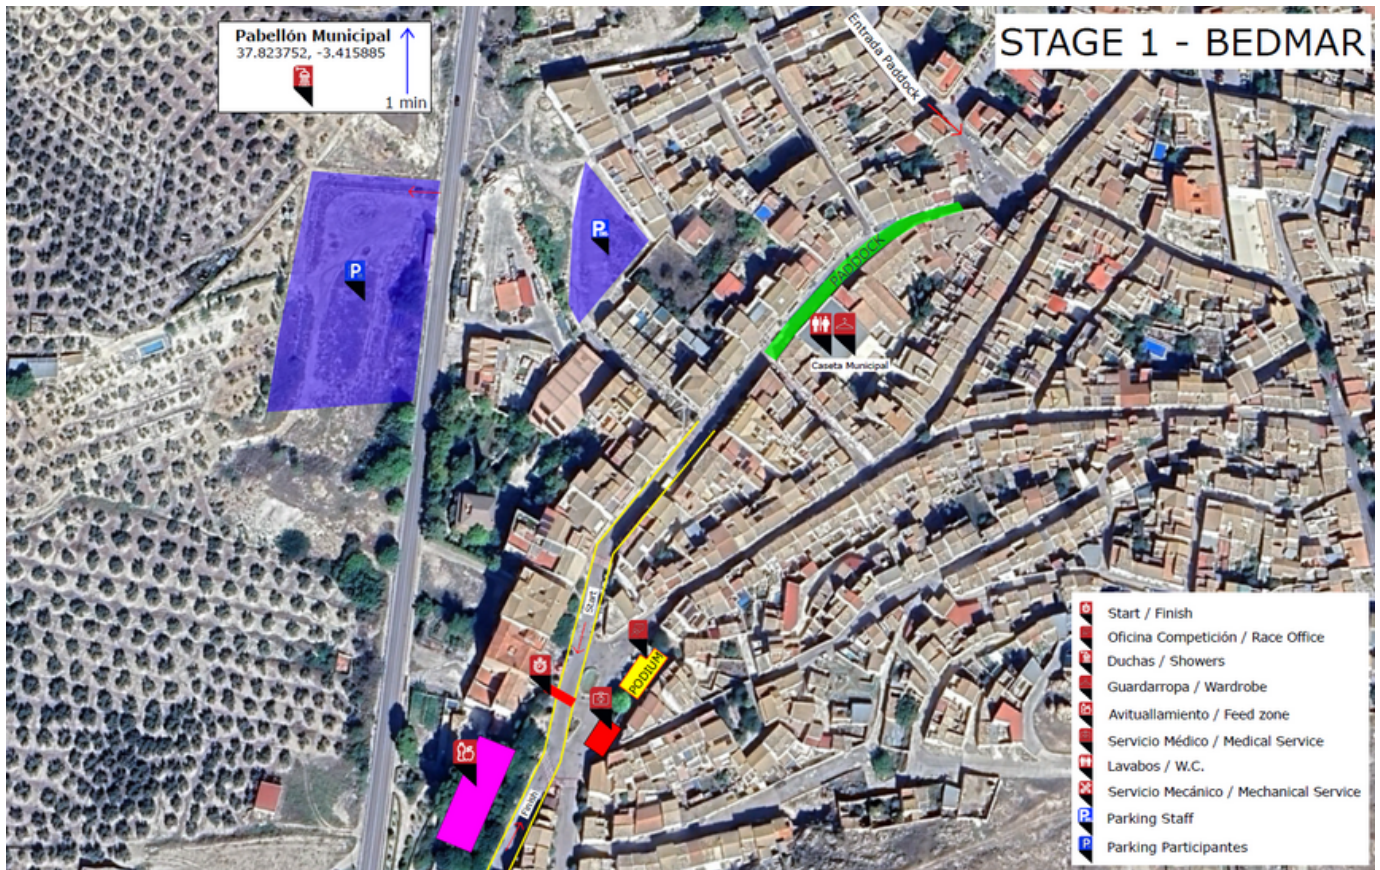 Pabellón Municipal
37.823752, -3.415885
1 min
STAGE 1 - BEDMAR
Entrada Paddock
P
P
PADDOCK
Caseta Municipal
Start
PODIUM
Finish
Start / Finish
Oficina Competición / Race Office
Duchas / Showers
Guardarropa / Wardrobe
Avituallamiento / Feed zone
Servicio Médico / Medical Service
Lavabos / W.C.
Servicio Mecánico / Mechanical Service
P Parking Staff
P Parking Participantes